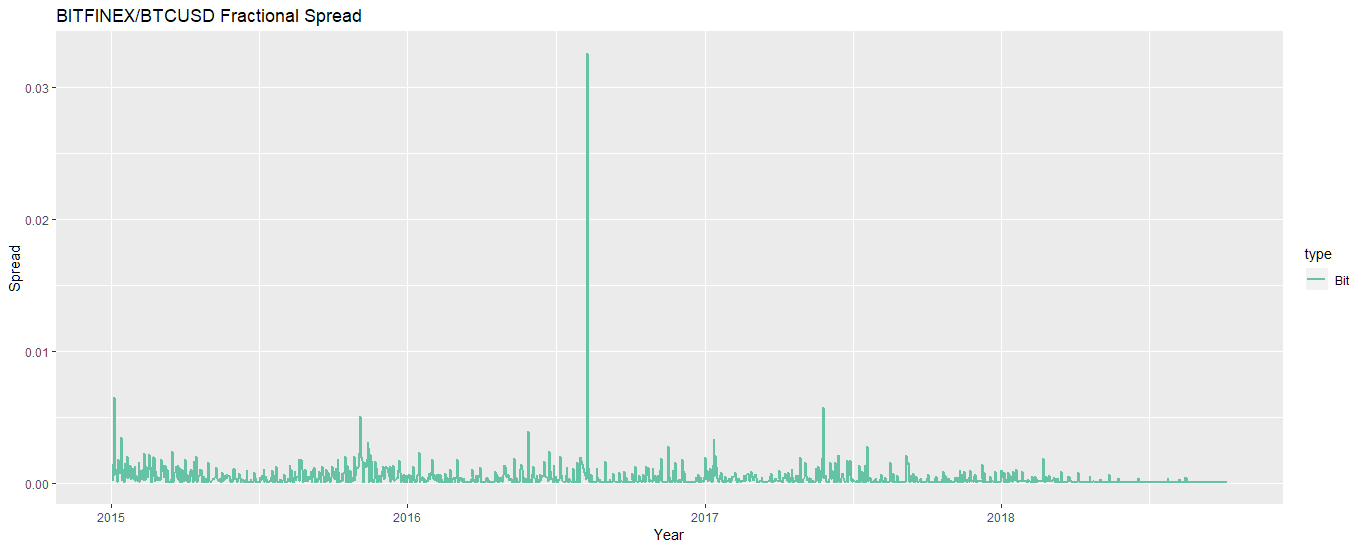 BITFINEX/BTCUSD Fractional Spread
0.03
0.02
0.01
0.00
Spread
2015 2016 2017 2018
Year
type
Bit